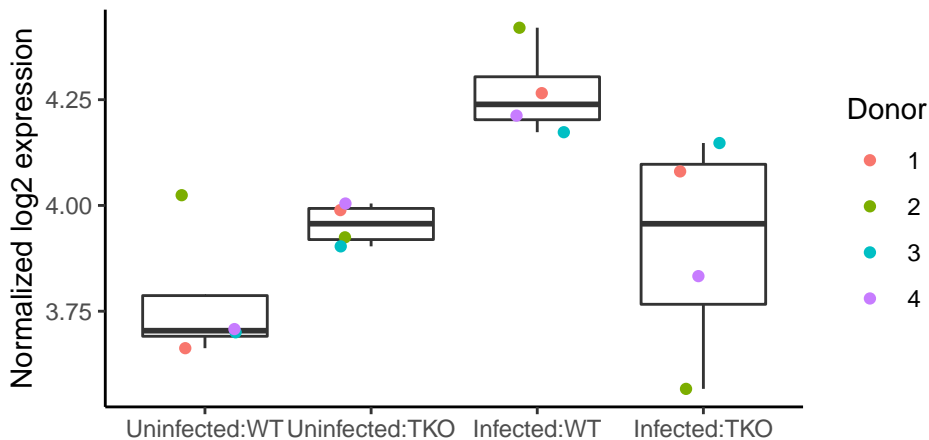 Normalized log2 expression
4.25
4.00
3.75
Uninfected:WT Uninfected:TKO Infected:WT Infected:TKO
Donor
1
2
3
4